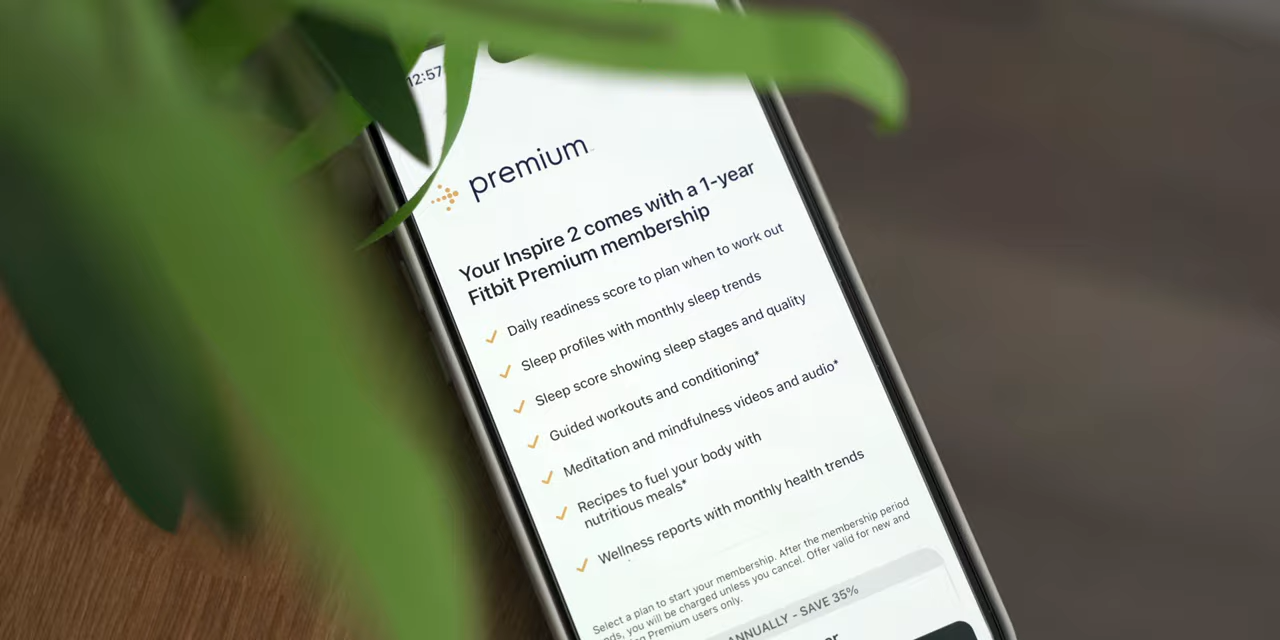 12:57
premium
Your Inspire 2 comes with a 1-year
Fitbit Premium membership
Daily readiness score to plan when to work out
Sleep profiles with monthly sleep trends
Sleep score showing sleep stages and quality
Guided workouts and conditioning*
Meditation and mindfulness videos and audio*
Recipes to fuel your body with
nutritious meals*
Wellness reports with monthly health trends
Select a plan to start your membership. After the membership period
nds, you will be charged unless you cancel. Offer valid for new and
Premium users only.
ANNUALLY - SAVE 35%